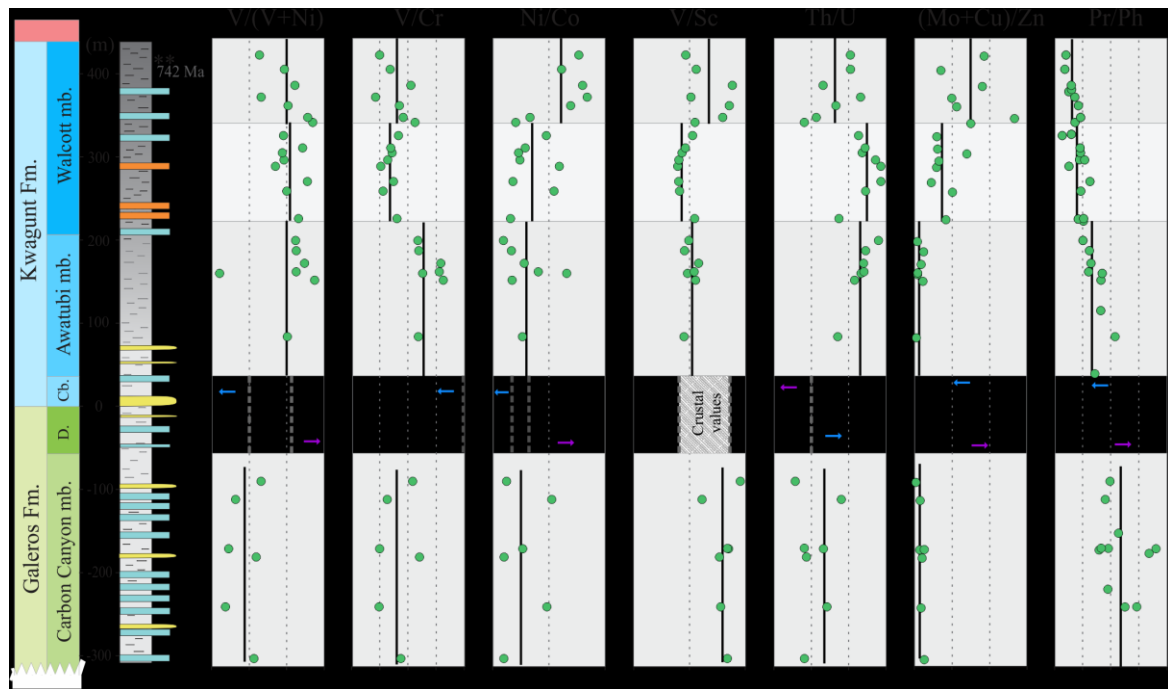 V/(V+Ni) V/Cr Ni/Co V/Sc Th/U (Mo+Cu)/Zn Pr/Ph
(m)
**
742 Ma
400
300
200
100
0
-100
-200
-300
Kwagunt Fm.
Galeros Fm.
Walcott mb.
Awatubi mb.
Cb.
D.
Carbon Canyon mb.
Crustal
values